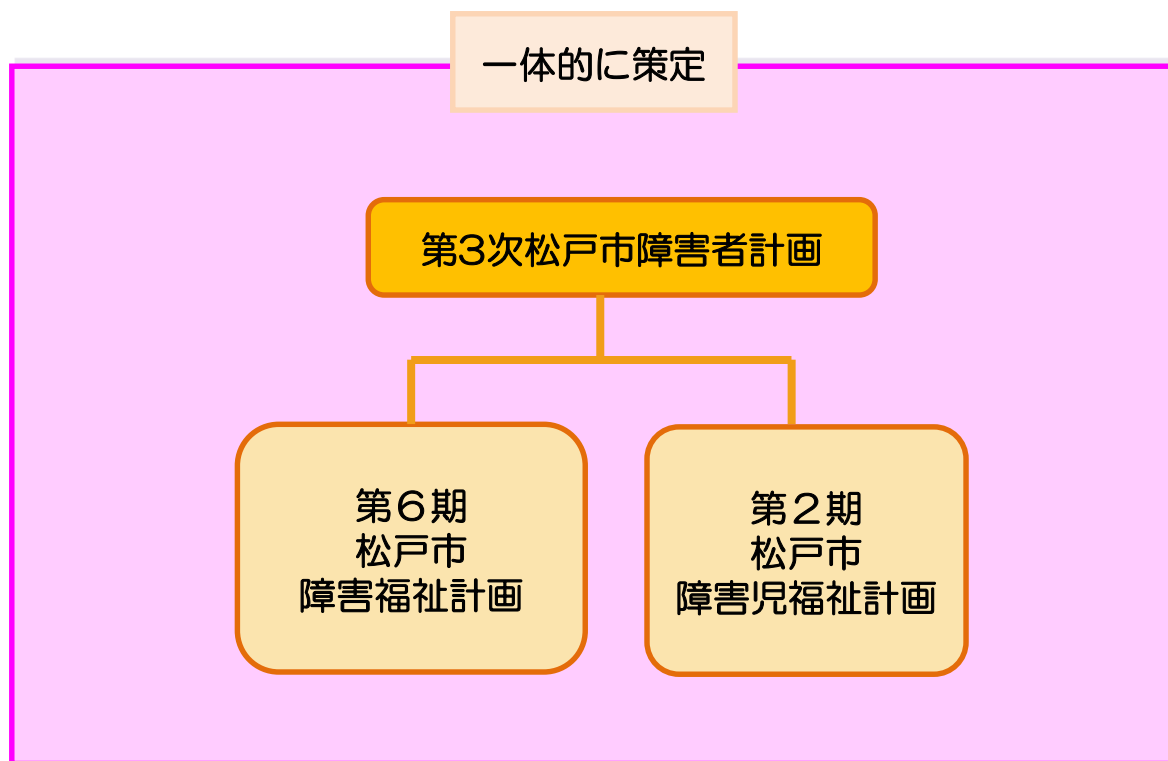 一体的に策定
第3次松戸市障害者計画
第６期
松戸市
障害福祉計画
第２期
松戸市
障害児福祉計画